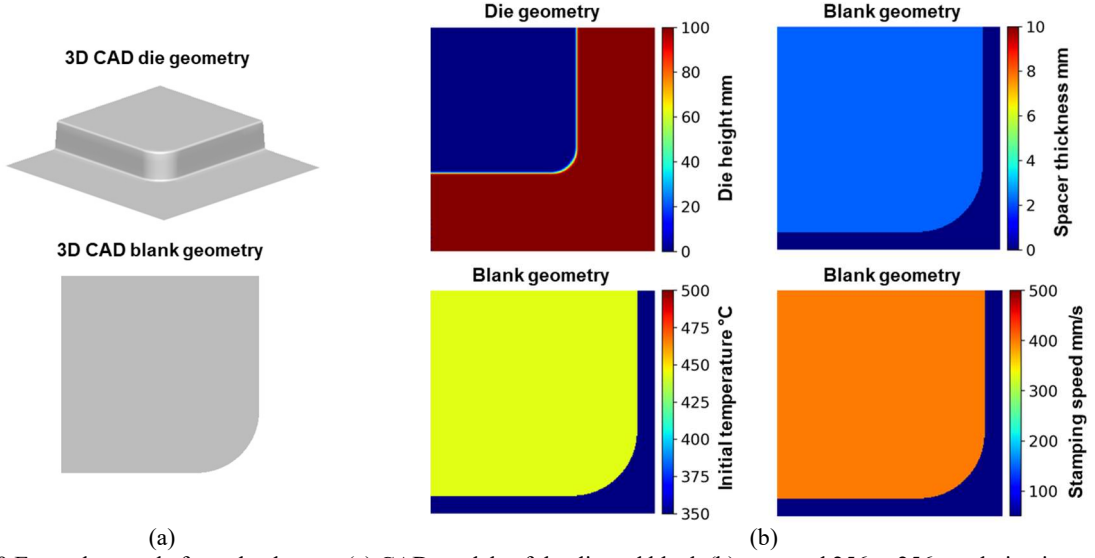 3D CAD die geometry
3D CAD blank geometry
(a)
Die geometry
100
80
60
40
20
0
Die height mm
Blank geometry
10
8
6
4
2
0
Spacer thickness mm
Blank geometry
500
475
450
425
400
375
350
Initial temperature °C
Blank geometry
500
400
300
200
100
Stamping speed mm/s
(b)